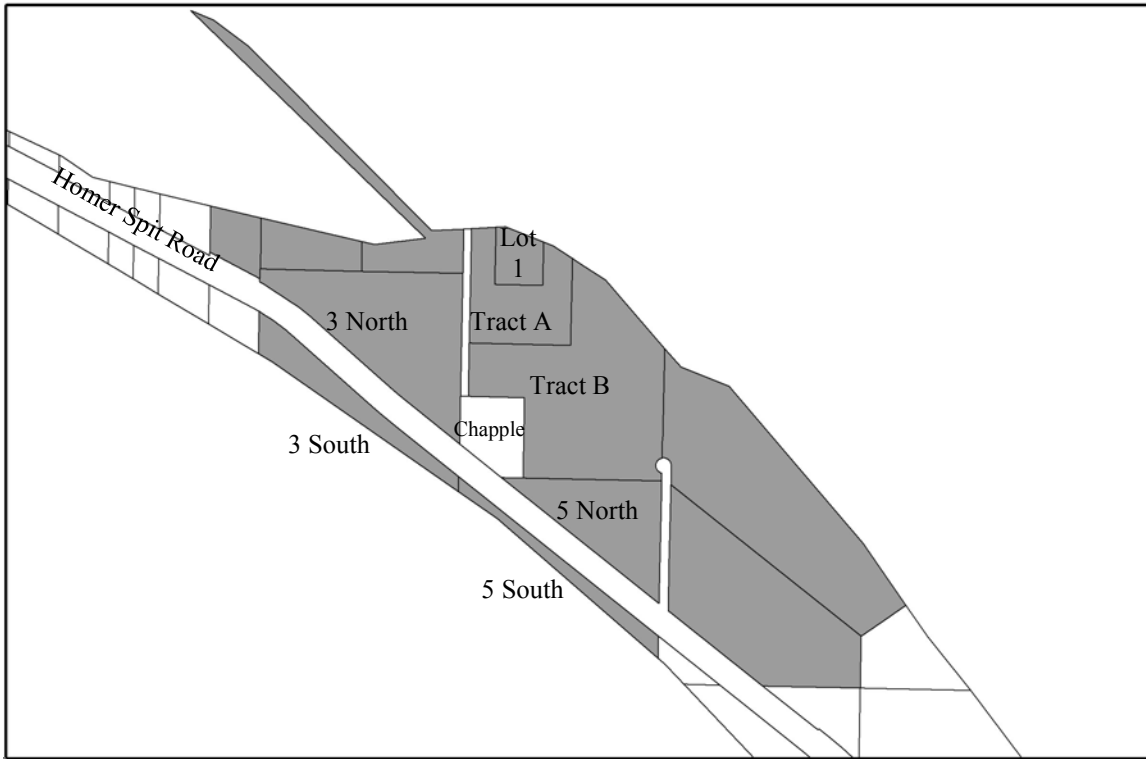 Homer Spit Road
Lot
1
3 North
Tract A
Tract B
Chapple
3 South
5 North
5 South